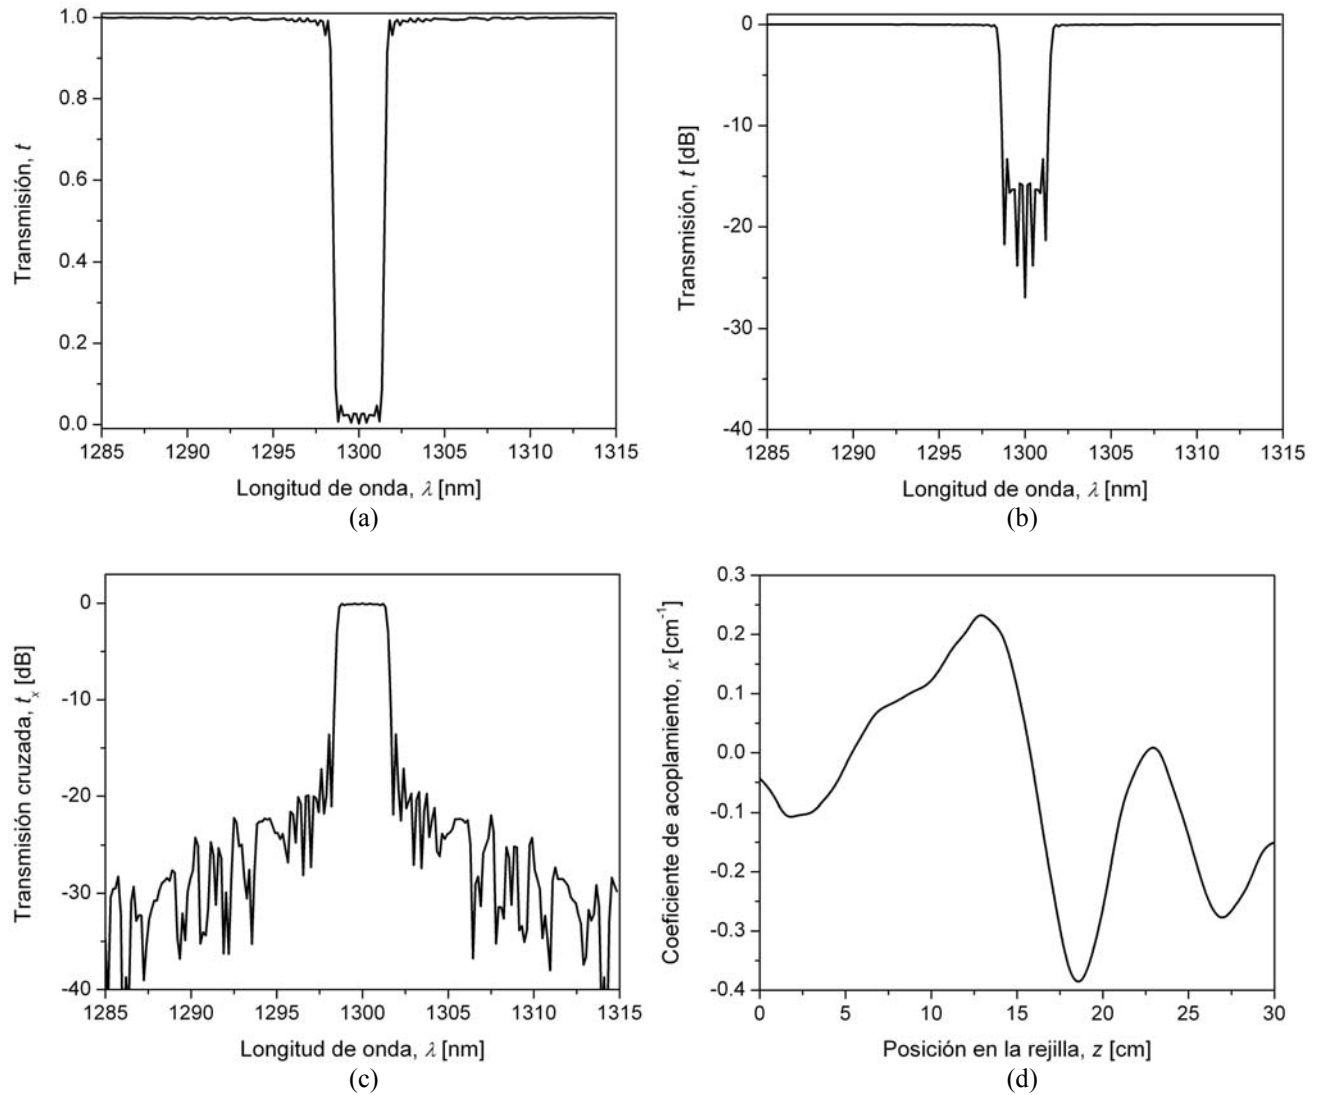 1.0
0.8
0.6
0.4
0.2
0.0
Transmisión, t
1285 1290 1295 1300 1305 1310 1315
Longitud de onda, λ [nm]
(a)
0
-10
-20
-30
-40
Transmisión, t [dB]
1285 1290 1295 1300 1305 1310 1315
Longitud de onda, λ [nm]
(b)
0
-10
-20
-30
-40
Transmisión cruzada, tₓ [dB]
1285 1290 1295 1300 1305 1310 1315
Longitud de onda, λ [nm]
(c)
0.3
0.2
0.1
0.0
-0.1
-0.2
-0.3
-0.4
Coeficiente de acoplamiento, κ [cm⁻¹]
0 5 10 15 20 25 30
Posición en la rejilla, z [cm]
(d)